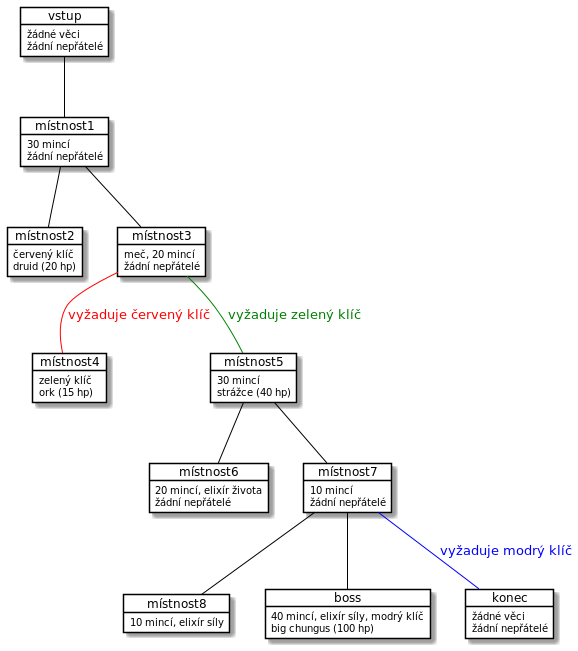 vstup
žádné věci
žádní nepřátelé
místnost1
30 mincí
žádní nepřátelé
místnost2
červený klíč
druid (20 hp)
místnost3
meč, 20 mincí
žádní nepřátelé
vyžaduje červený klíč
vyžaduje zelený klíč
místnost4
zelený klíč
ork (15 hp)
místnost5
30 mincí
strážce (40 hp)
místnost6
20 mincí, elixír života
žádní nepřátelé
místnost7
10 mincí
žádní nepřátelé
vyžaduje modrý klíč
místnost8
10 mincí, elixír síly
boss
40 mincí, elixír síly, modrý klíč
big chungus (100 hp)
konec
žádné věci
žádní nepřátelé